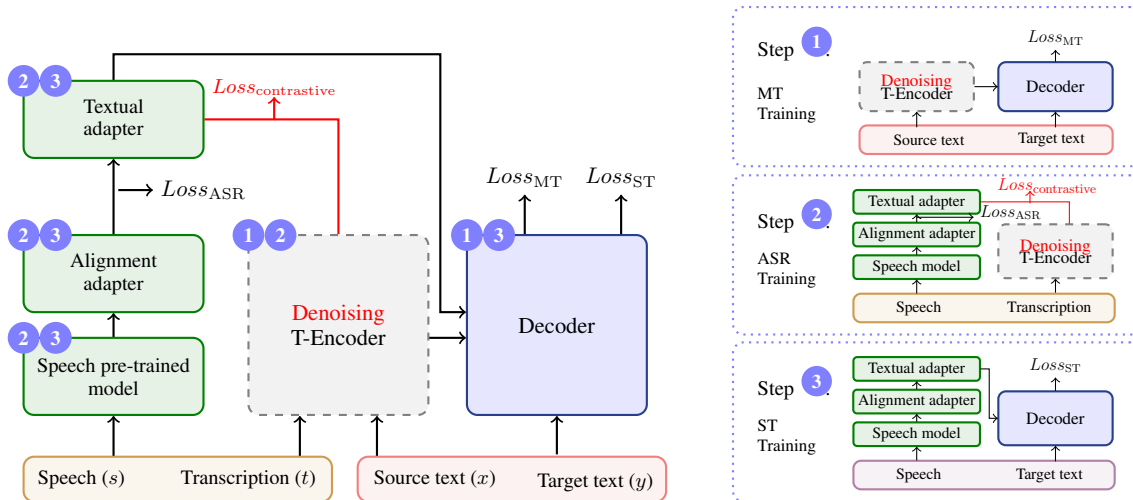 2 3
Textual
adapter
Loss_contrastive
Loss_ASR
2 3
Alignment
adapter
2 3
Speech pre-trained
model
1 2
Denoising
T-Encoder
Loss_MT
Loss_ST
1 3
Decoder
Speech (s)
Transcription (t)
Source text (x)
Target text (y)
Step 1.
MT
Training
Loss_MT
Denoising
T-Encoder
Decoder
Source text
Target text
Step 2.
ASR
Training
Textual adapter
Loss_contrastive
Loss_ASR
Alignment adapter
Speech model
Denoising
T-Encoder
Speech
Transcription
Step 3.
ST
Training
Textual adapter
Alignment adapter
Speech model
Loss_ST
Decoder
Speech
Target text